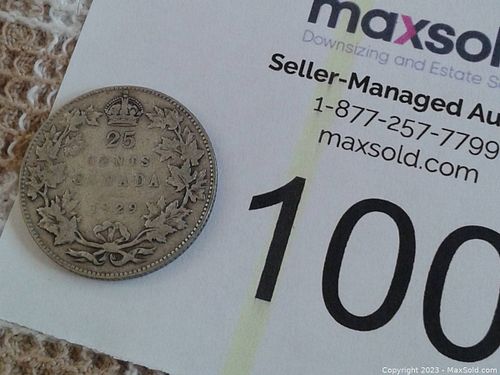 25
CENTS
CANADA
1929
maxsol
Downsizing and Estate S
Seller-Managed Au
1-877-257-7799
maxsold.com
100
Copyright 2023 - MaxSold.com